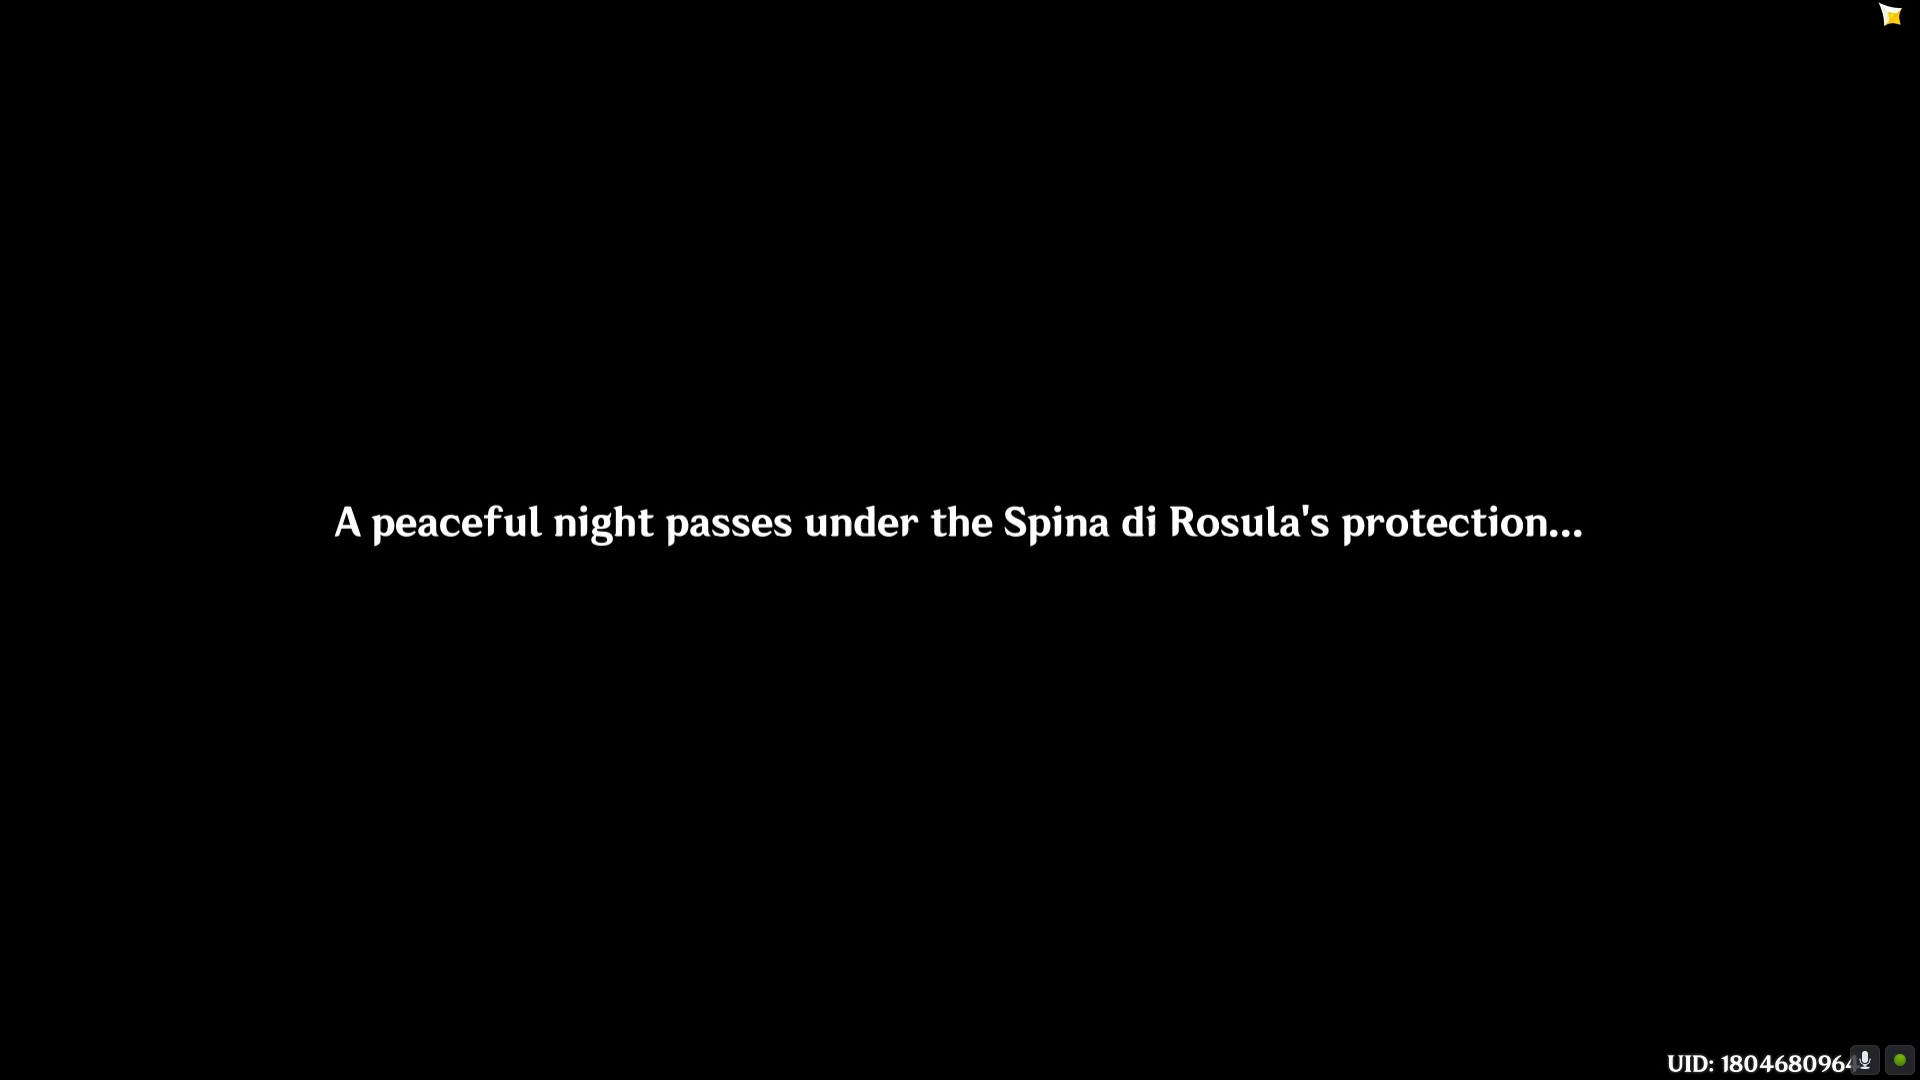 A peaceful night passes under the Spina di Rosula's protection...
UID: 180468096